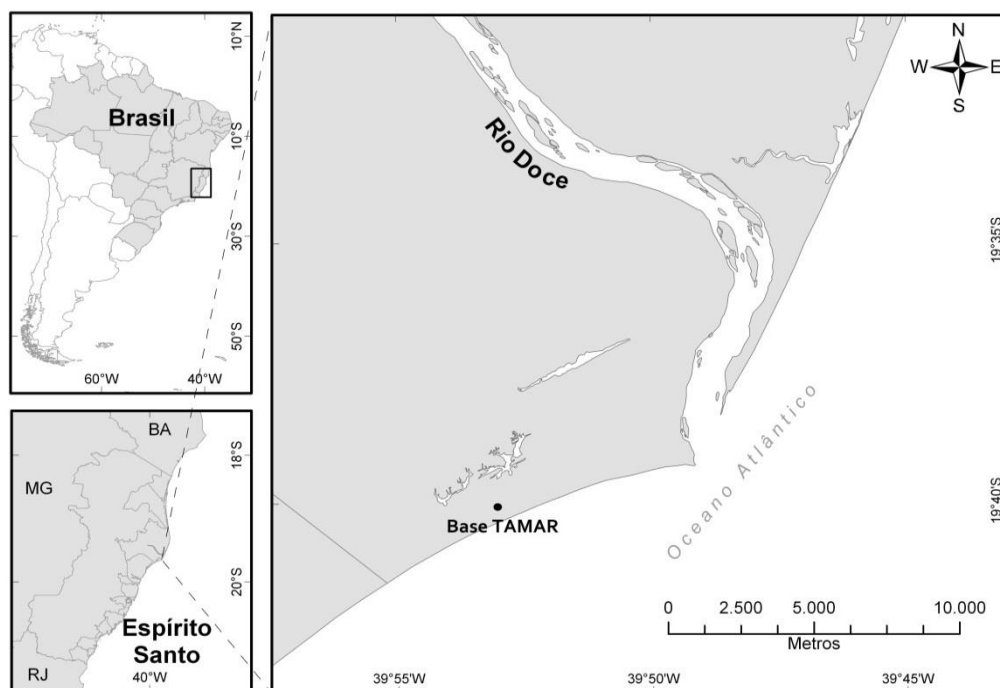 10°N
Brasil
10°S
30°S
50°S
60°W
40°W
BA
18°S
MG
20°S
Espírito
Santo
RJ
40°W
N
W
E
S
Rio Doce
19°35'S
19°40'S
Base TAMAR
Oceano Atlântico
0
2.500
5.000
10.000
Metros
39°55'W
39°50'W
39°45'W